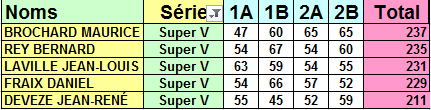 Noms Série 1A 1B 2A 2B Total
BROCHARD MAURICE Super V 47 60 65 65 237
REY BERNARD Super V 54 67 54 60 235
LAVILLE JEAN-LOUIS Super V 63 59 54 55 231
FRAIX DANIEL Super V 54 66 57 52 229
DEVEZE JEAN-RENÉ Super V 55 45 52 59 211